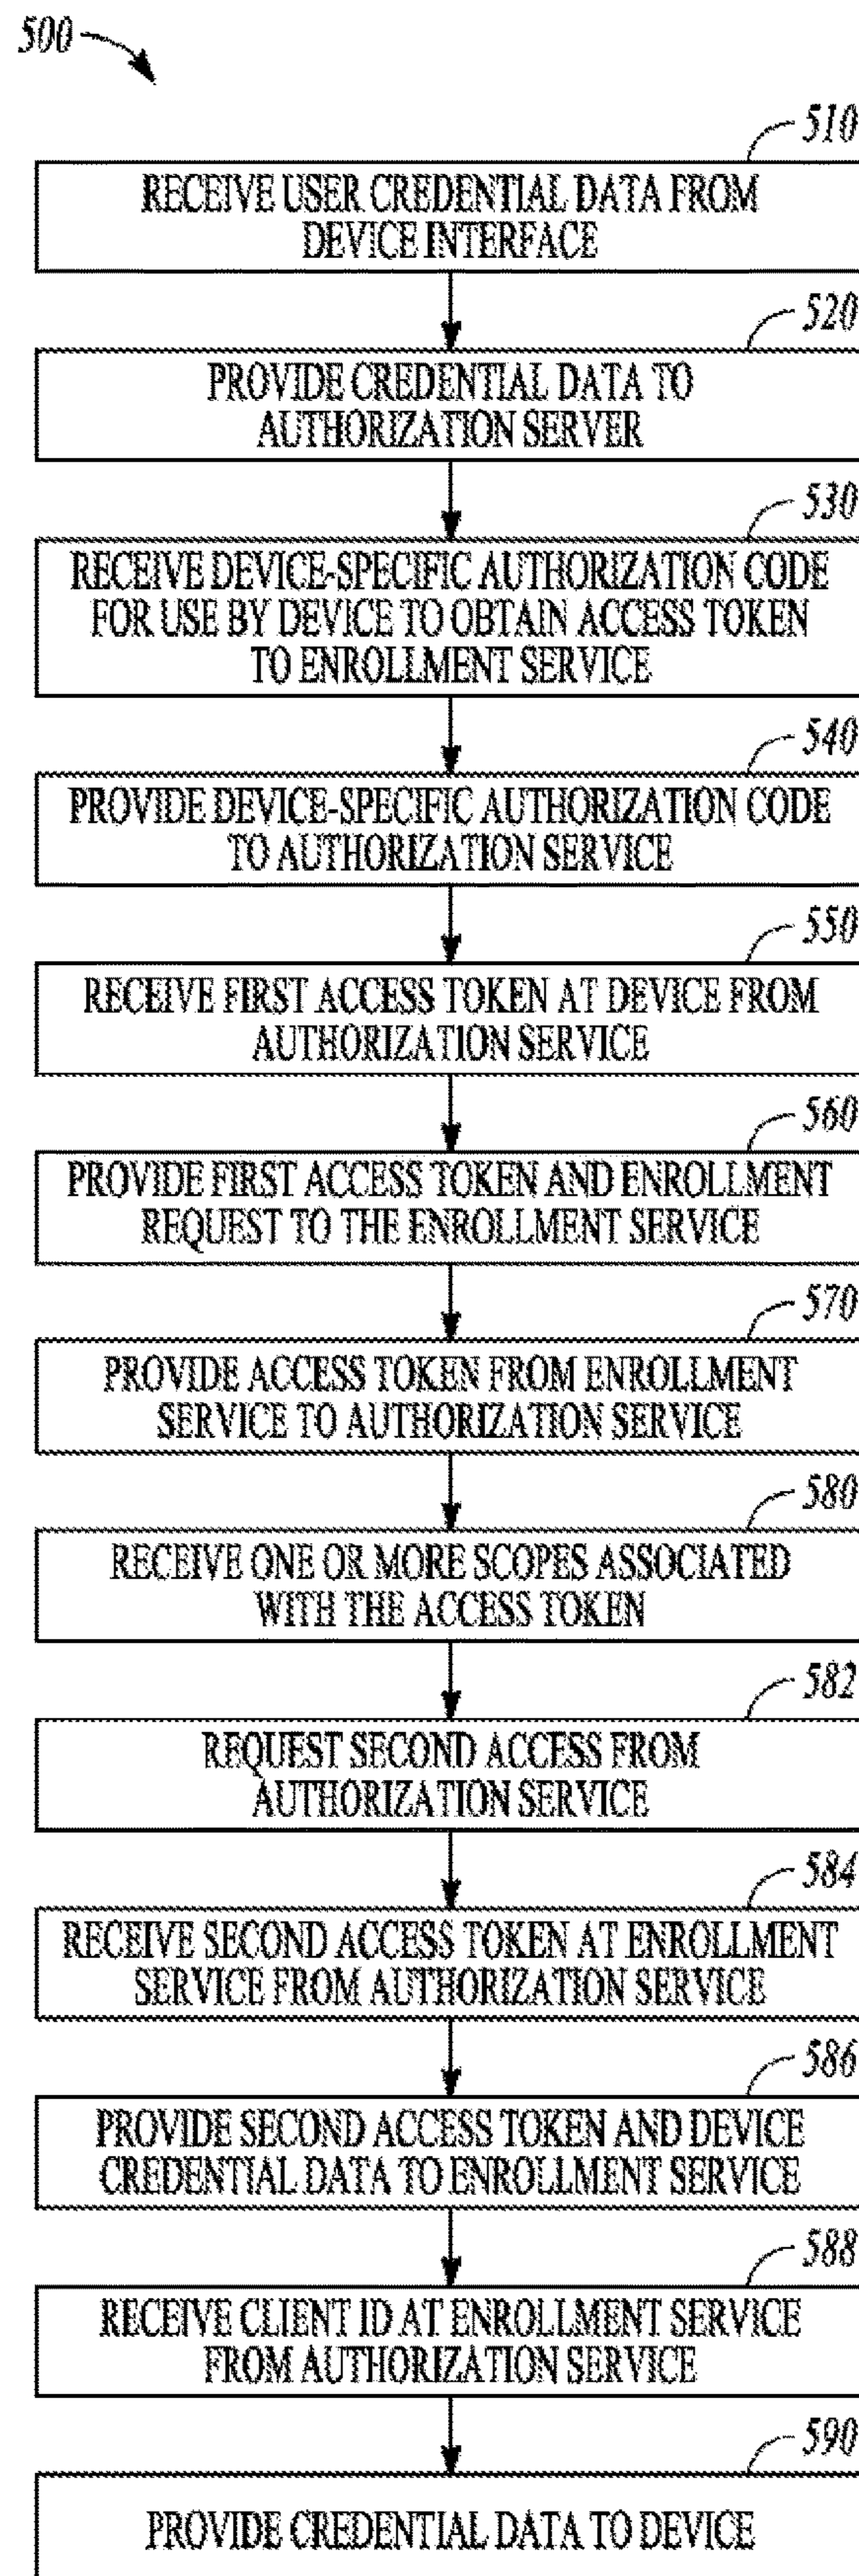 500
510
RECEIVE USER CREDENTIAL DATA FROM
DEVICE INTERFACE
520
PROVIDE CREDENTIAL DATA TO
AUTHORIZATION SERVER
530
RECEIVE DEVICE-SPECIFIC AUTHORIZATION CODE
FOR USE BY DEVICE TO OBTAIN ACCESS TOKEN
TO ENROLLMENT SERVICE
540
PROVIDE DEVICE-SPECIFIC AUTHORIZATION CODE
TO AUTHORIZATION SERVICE
550
RECEIVE FIRST ACCESS TOKEN AT DEVICE FROM
AUTHORIZATION SERVICE
560
PROVIDE FIRST ACCESS TOKEN AND ENROLLMENT
REQUEST TO THE ENROLLMENT SERVICE
570
PROVIDE ACCESS TOKEN FROM ENROLLMENT
SERVICE TO AUTHORIZATION SERVICE
580
RECEIVE ONE OR MORE SCOPES ASSOCIATED
WITH THE ACCESS TOKEN
582
REQUEST SECOND ACCESS FROM
AUTHORIZATION SERVICE
584
RECEIVE SECOND ACCESS TOKEN AT ENROLLMENT
SERVICE FROM AUTHORIZATION SERVICE
586
PROVIDE SECOND ACCESS TOKEN AND DEVICE
CREDENTIAL DATA TO ENROLLMENT SERVICE
588
RECEIVE CLIENT ID AT ENROLLMENT SERVICE
FROM AUTHORIZATION SERVICE
590
PROVIDE CREDENTIAL DATA TO DEVICE